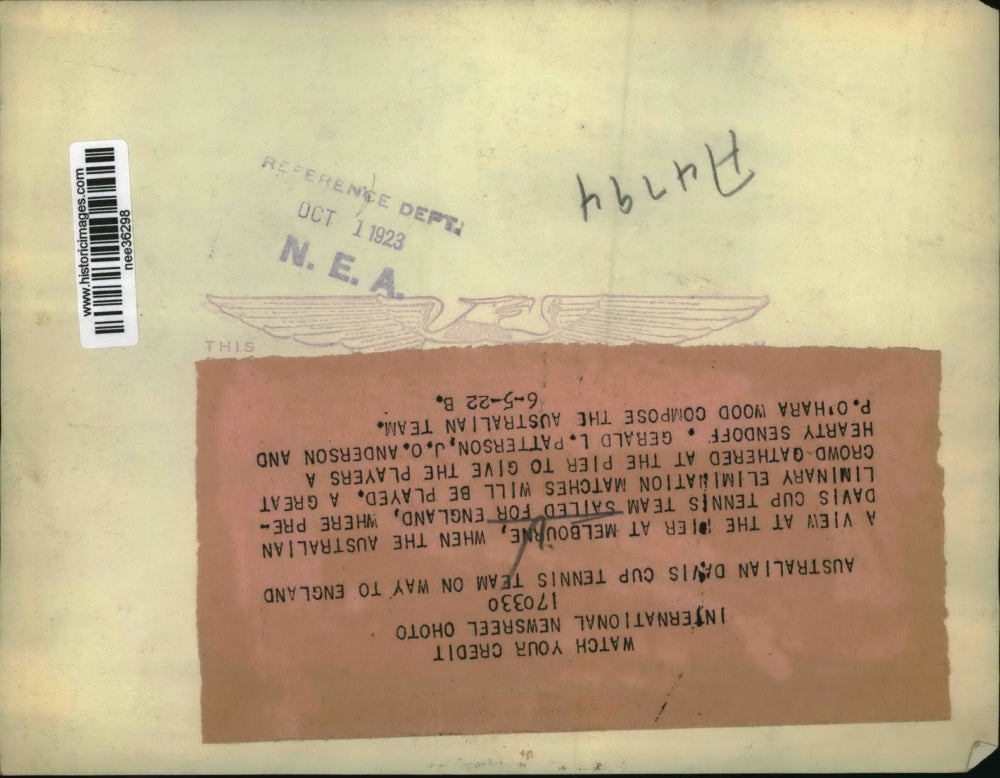 www.historicimages.com
nee36298
REFERENCE DEPT.
OCT 1 1923
N. E. A.
A4794
THIS
WATCH YOUR CREDIT
INTERNATIONAL NEWSREEL OHOTO
170330
AUSTRALIAN DAVIS CUP TENNIS TEAM ON WAY TO ENGLAND
A VIEW AT THE PIER AT MELBOURNE, WHEN THE AUSTRALIAN
DAVIS CUP TENNIS TEAM SAILED FOR ENGLAND, WHERE PRE-
LIMINARY ELIMINATION MATCHES WILL BE PLAYED. A GREAT
CROWD GATHERED AT THE PIER TO GIVE THE PLAYERS A
HEARTY SENDOFF. GERALD L. PATTERSON, J.O. ANDERSON AND
P.O'HARA WOOD COMPOSE THE AUSTRALIAN TEAM.
6-5-22 B.